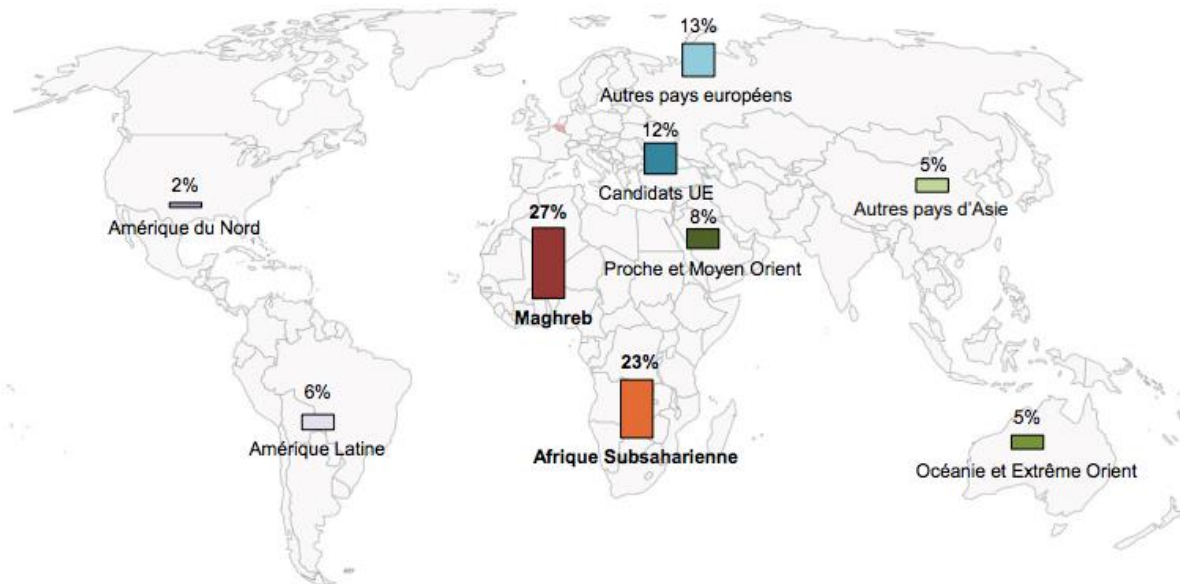 13%
Autres pays européens
12%
Candidats UE
5%
Autres pays d'Asie
2%
Amérique du Nord
27%
Maghreb
8%
Proche et Moyen Orient
23%
Afrique Subsaharienne
6%
Amérique Latine
5%
Océanie et Extrême Orient